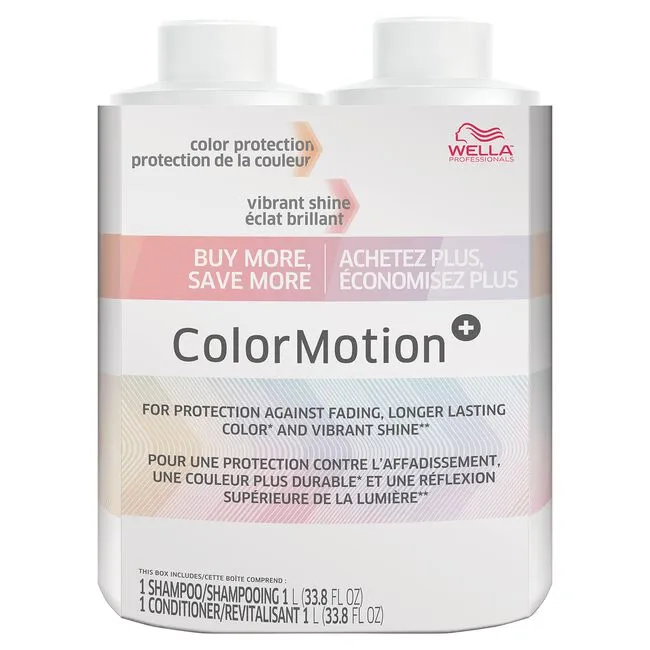 color protection
protection de la couleur
WELLA
PROFESSIONALS
vibrant shine
éclat brillant
BUY MORE,
SAVE MORE
ACHETEZ PLUS,
ÉCONOMISEZ PLUS
ColorMotion+
FOR PROTECTION AGAINST FADING, LONGER LASTING
COLOR* AND VIBRANT SHINE**
POUR UNE PROTECTION CONTRE L'AFFADISSEMENT,
UNE COULEUR PLUS DURABLE* ET UNE RÉFLEXION
SUPÉRIEURE DE LA LUMIÈRE**
THIS BOX INCLUDES/CETTE BOÎTE COMPREND :
1 SHAMPOO/SHAMPOOING 1 L (33.8 FL OZ)
1 CONDITIONER/REVITALISANT 1 L (33.8 FL OZ)